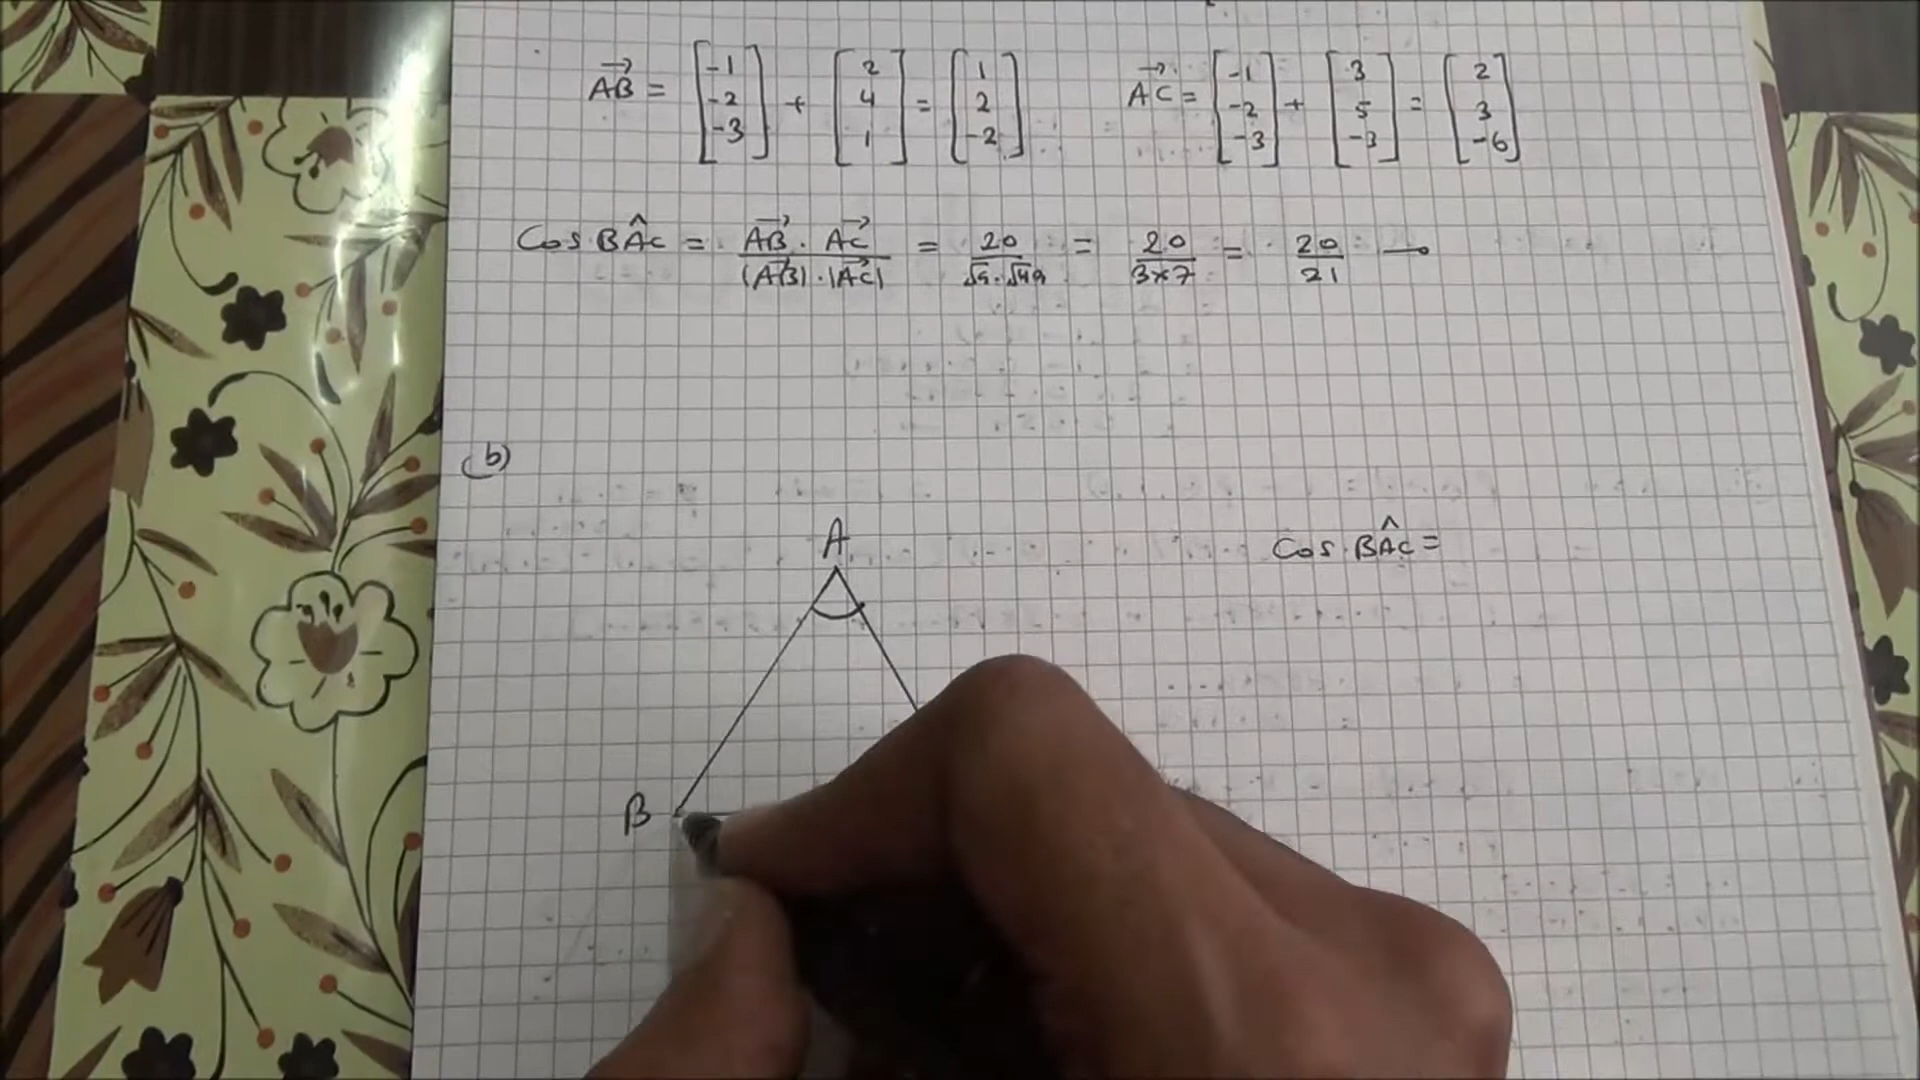 AB→ = [-1 -2 -3] + [2 4 1] = [1 2 -2] AC→ = [-1 -2 -3] + [3 5 -3] = [2 3 -6]
Cos BÂC = AB→ · AC→ / |AB→| · |AC→| = 20 / √9 · √49 = 20 / 3×7 = 20 / 21
(b)
A
Cos BÂC =
B